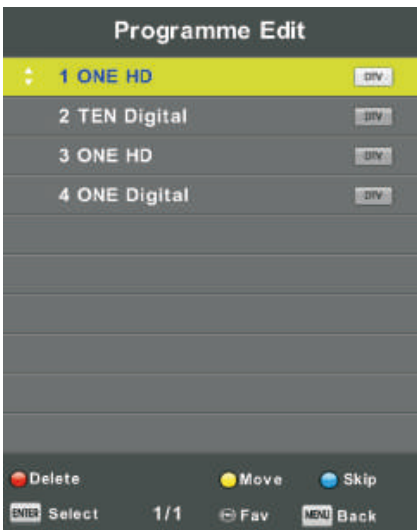 Programme Edit
1 ONE HD DTV
2 TEN Digital DTV
3 ONE HD DTV
4 ONE Digital DTV
Delete Move Skip
ENTER Select 1/1 Fav MENU Back